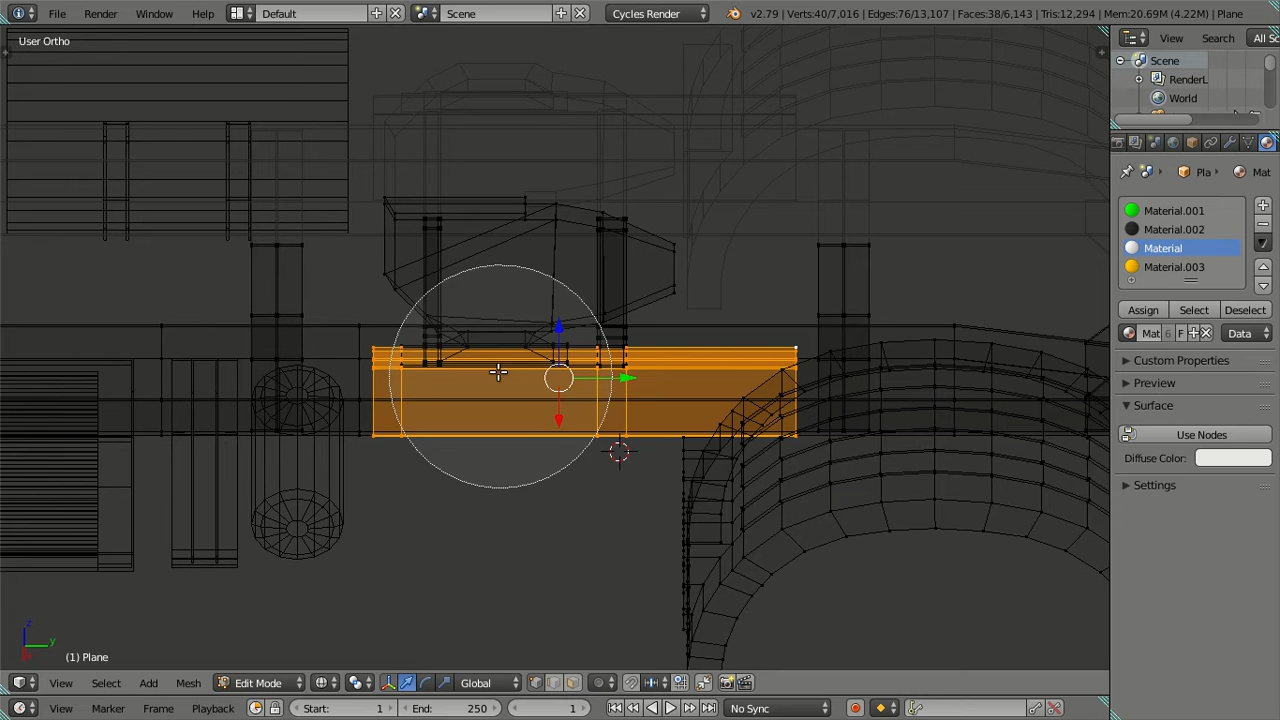 File Render Window Help Default Scene Cycles Render v2.79 | Verts:40/7,016 | Edges:76/13,107 | Faces:38/6,143 | Tris:12,294 | Mem:20.69M (4.22M) | Plane
User Ortho
View Search All Sc
Scene
RenderL
World
Pla Mat
Material.001
Material.002
Material
Material.003
Assign Select Deselect
Mat 6 F Data
Custom Properties
Preview
Surface
Use Nodes
Diffuse Color:
Settings
z
y
(1) Plane
View Select Add Mesh Edit Mode Global
View Marker Frame Playback Start: 1 End: 250 1 No Sync